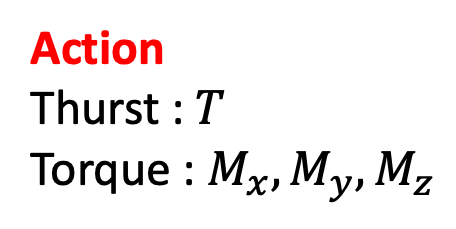 Action
Thurst : T
Torque : Mx, My, Mz